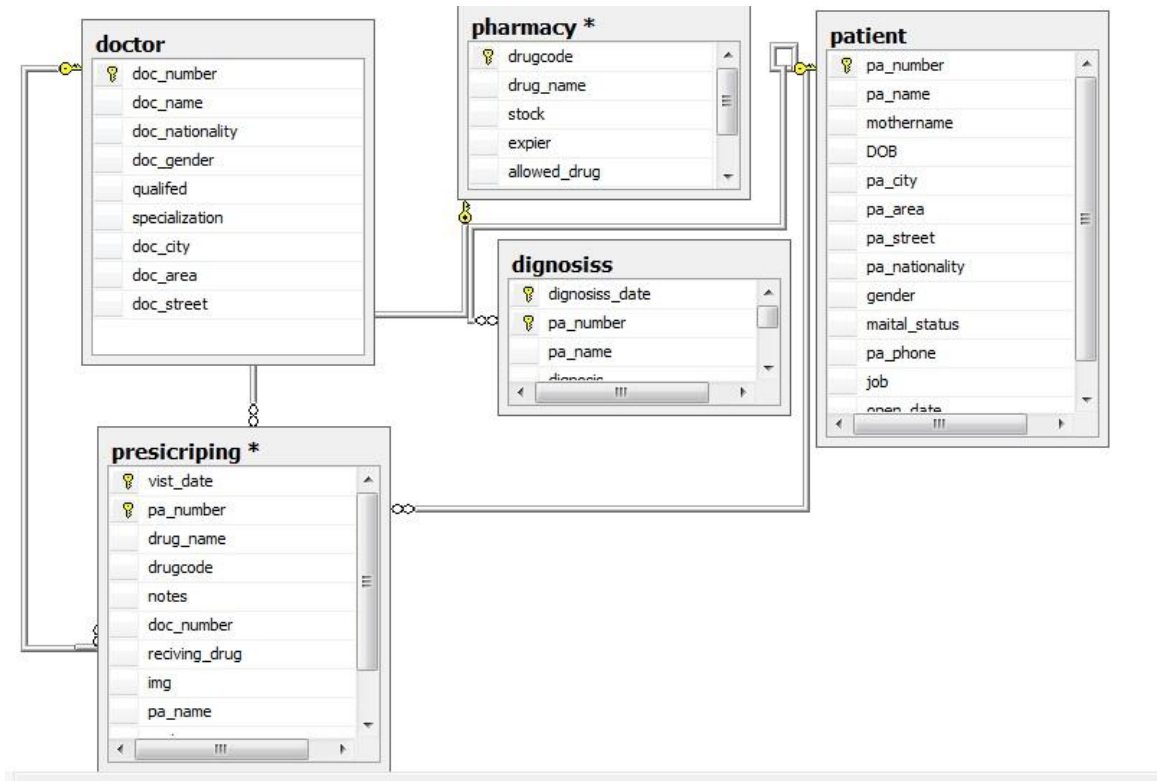 doctor
doc_number
doc_name
doc_nationality
doc_gender
qualifed
specialization
doc_city
doc_area
doc_street
pharmacy *
drugcode
drug_name
stock
expier
allowed_drug
patient
pa_number
pa_name
mothername
DOB
pa_city
pa_area
pa_street
pa_nationality
gender
maital_status
pa_phone
job
open_date
dignosiss
dignosiss_date
pa_number
pa_name
dignosis
presicriping *
vist_date
pa_number
drug_name
drugcode
notes
doc_number
reciving_drug
img
pa_name